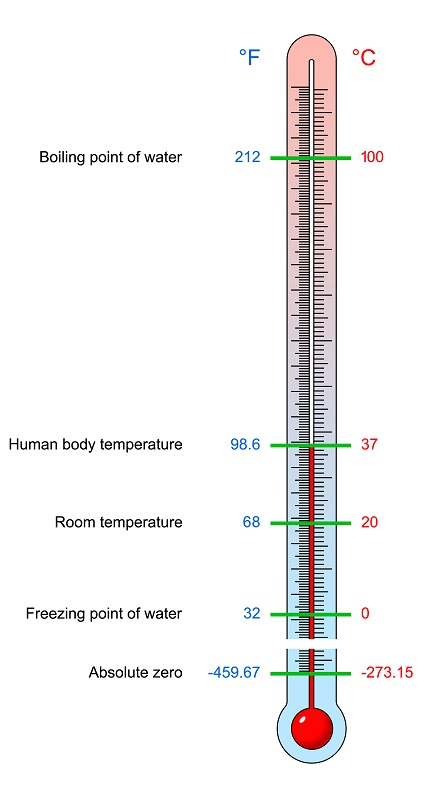 °F °C
Boiling point of water 212 100
Human body temperature 98.6 37
Room temperature 68 20
Freezing point of water 32 0
Absolute zero -459.67 -273.15